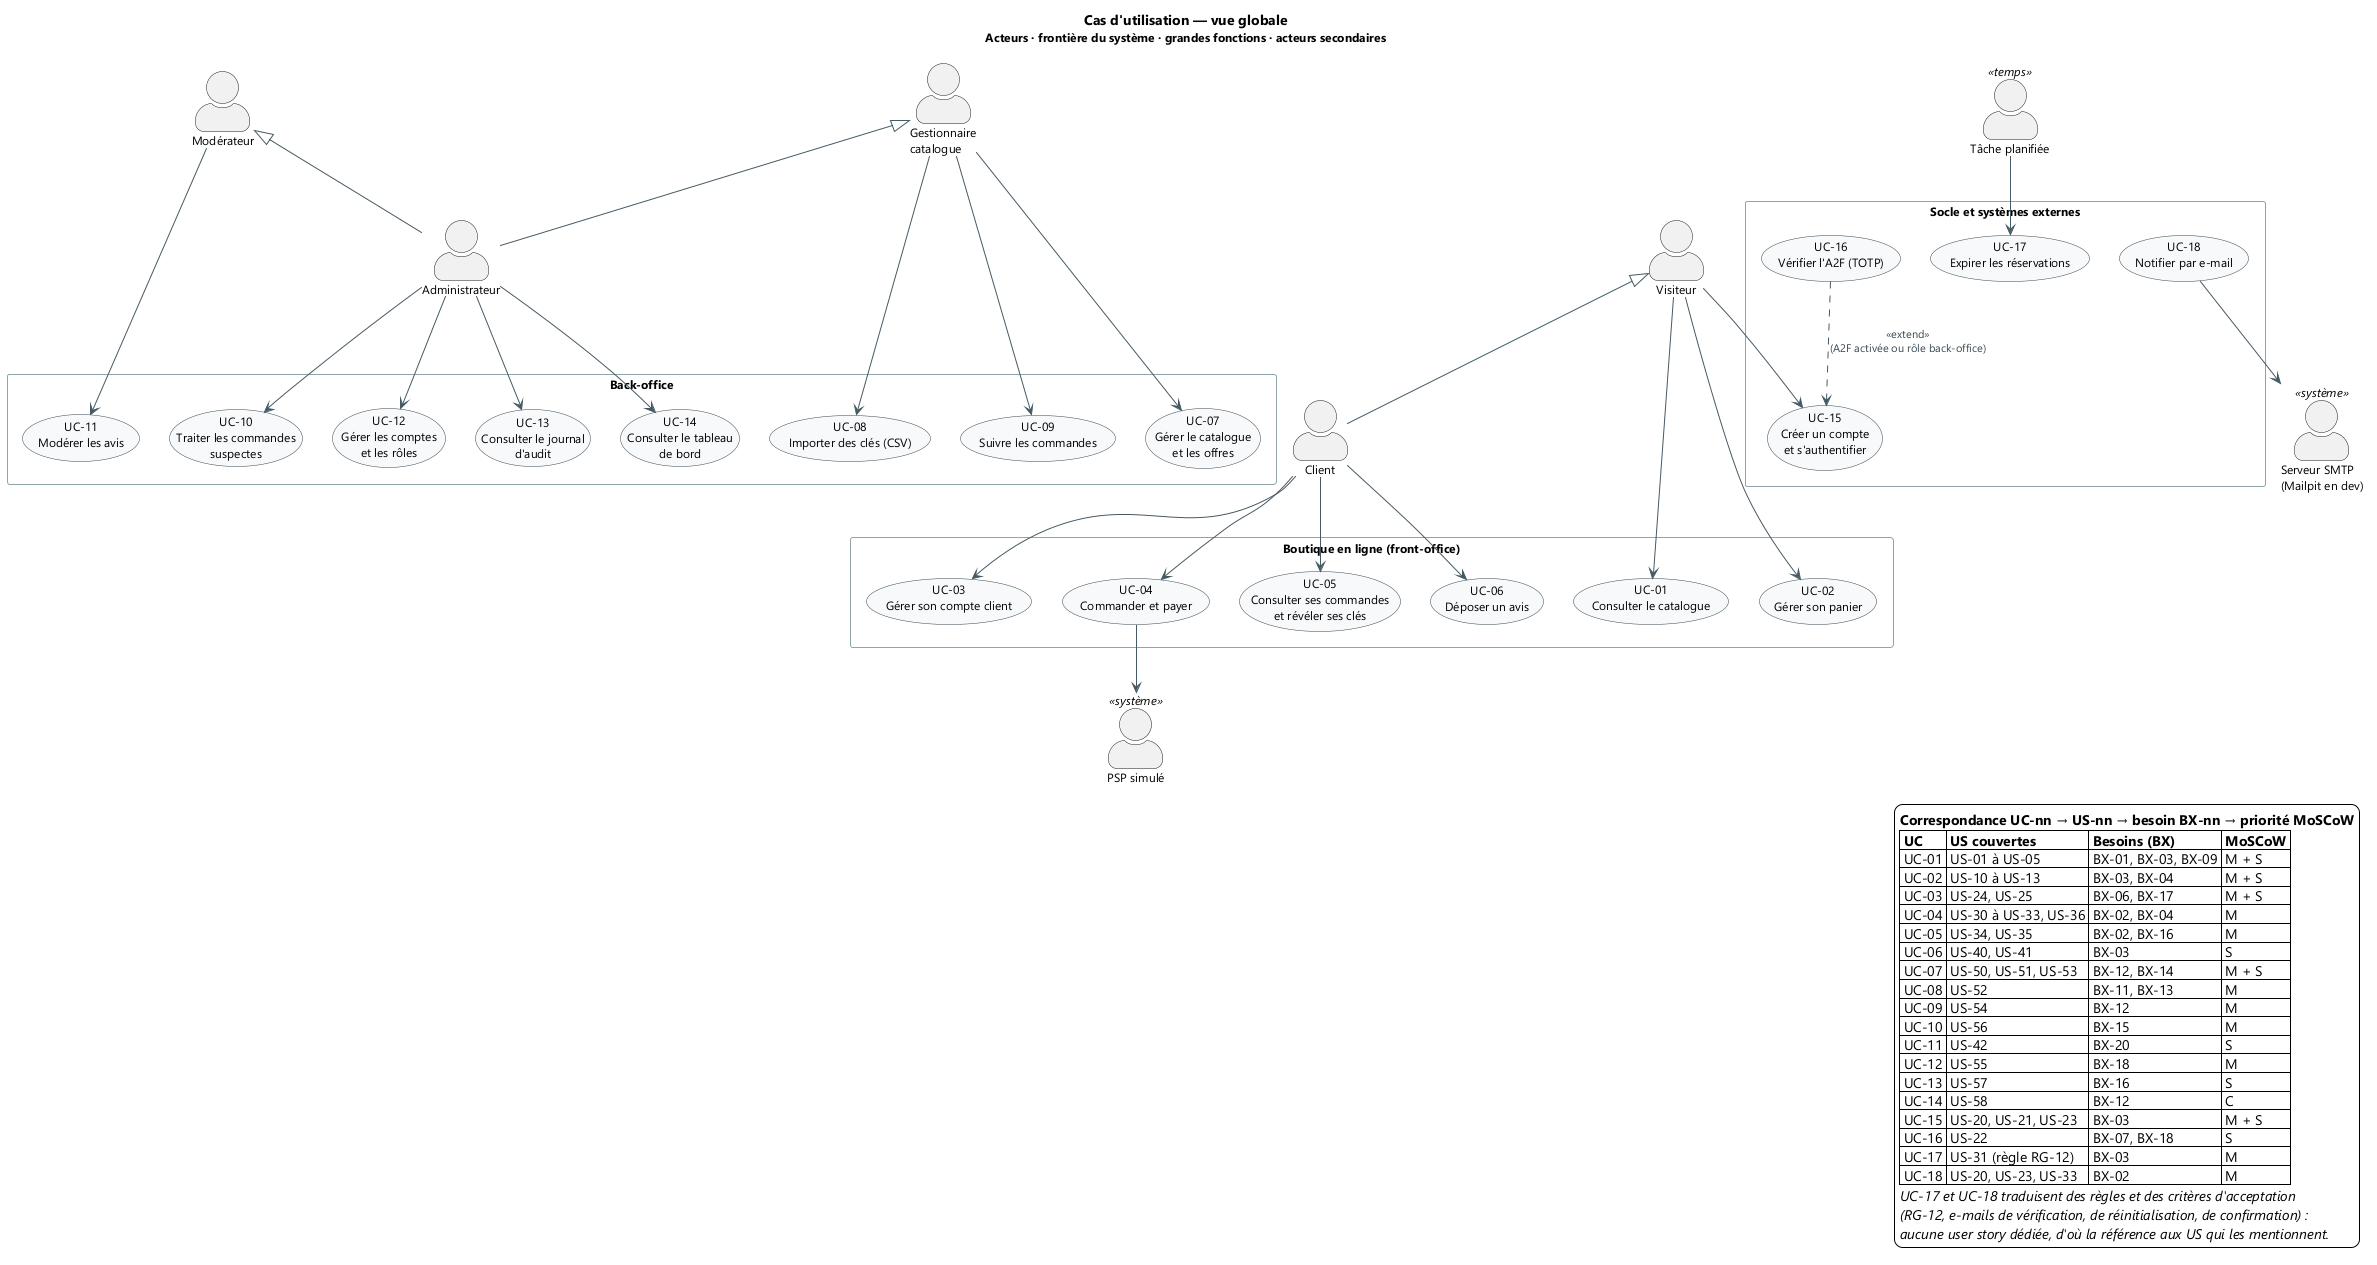 Cas d'utilisation — vue globale
Acteurs · frontière du système · grandes fonctions · acteurs secondaires
Modérateur
Gestionnaire
catalogue
«temps»
Tâche planifiée
Administrateur
Visiteur
Socle et systèmes externes
UC-16
Vérifier l'A2F (TOTP)
UC-17
Expirer les réservations
UC-18
Notifier par e-mail
«extend»
(A2F activée ou rôle back-office)
UC-15
Créer un compte
et s'authentifier
«système»
Serveur SMTP
(Mailpit en dev)
Back-office
UC-11
Modérer les avis
UC-10
Traiter les commandes
suspectes
UC-12
Gérer les comptes
et les rôles
UC-13
Consulter le journal
d'audit
UC-14
Consulter le tableau
de bord
UC-08
Importer des clés (CSV)
UC-09
Suivre les commandes
UC-07
Gérer le catalogue
et les offres
Client
Boutique en ligne (front-office)
UC-03
Gérer son compte client
UC-04
Commander et payer
UC-05
Consulter ses commandes
et révéler ses clés
UC-06
Déposer un avis
UC-01
Consulter le catalogue
UC-02
Gérer son panier
«système»
PSP simulé
Correspondance UC-nn → US-nn → besoin BX-nn → priorité MoSCoW
UC US couvertes Besoins (BX) MoSCoW
UC-01 US-01 à US-05 BX-01, BX-03, BX-09 M + S
UC-02 US-10 à US-13 BX-03, BX-04 M + S
UC-03 US-24, US-25 BX-06, BX-17 M + S
UC-04 US-30 à US-33, US-36 BX-02, BX-04 M
UC-05 US-34, US-35 BX-02, BX-16 M
UC-06 US-40, US-41 BX-03 S
UC-07 US-50, US-51, US-53 BX-12, BX-14 M + S
UC-08 US-52 BX-11, BX-13 M
UC-09 US-54 BX-12 M
UC-10 US-56 BX-15 M
UC-11 US-42 BX-20 S
UC-12 US-55 BX-18 M
UC-13 US-57 BX-16 S
UC-14 US-58 BX-12 C
UC-15 US-20, US-21, US-23 BX-03 M + S
UC-16 US-22 BX-07, BX-18 S
UC-17 US-31 (règle RG-12) BX-03 M
UC-18 US-20, US-23, US-33 BX-02 M
UC-17 et UC-18 traduisent des règles et des critères d'acceptation
(RG-12, e-mails de vérification, de réinitialisation, de confirmation) :
aucune user story dédiée, d'où la référence aux US qui les mentionnent.